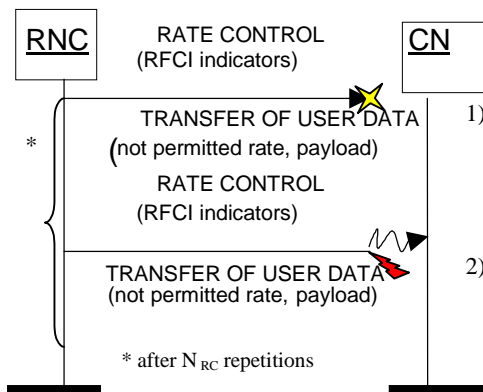 RNC
CN
RATE CONTROL
(RFCI indicators)
1)
TRANSFER OF USER DATA
*
(not permitted rate, payload)
RATE CONTROL
(RFCI indicators)
2)
TRANSFER OF USER DATA
(not permitted rate, payload)
* after N RC repetitions